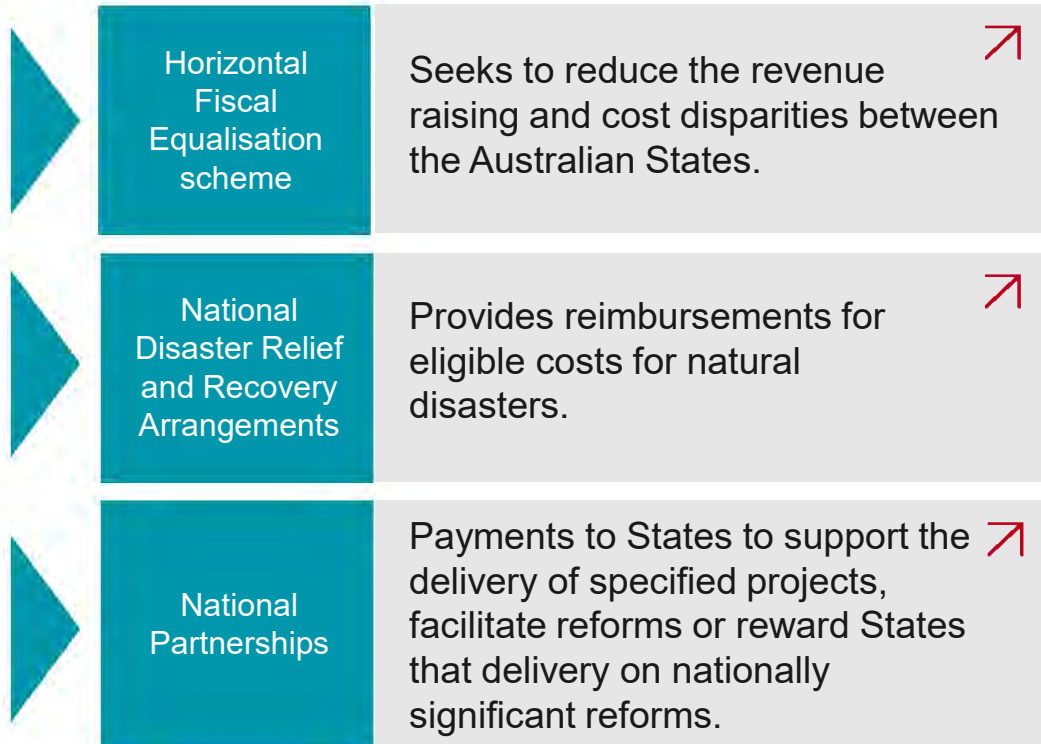 Horizontal
Fiscal
Equalisation
scheme
Seeks to reduce the revenue
raising and cost disparities between
the Australian States.
National
Disaster Relief
and Recovery
Arrangements
Provides reimbursements for
eligible costs for natural
disasters.
National
Partnerships
Payments to States to support the
delivery of specified projects,
facilitate reforms or reward States
that delivery on nationally
significant reforms.